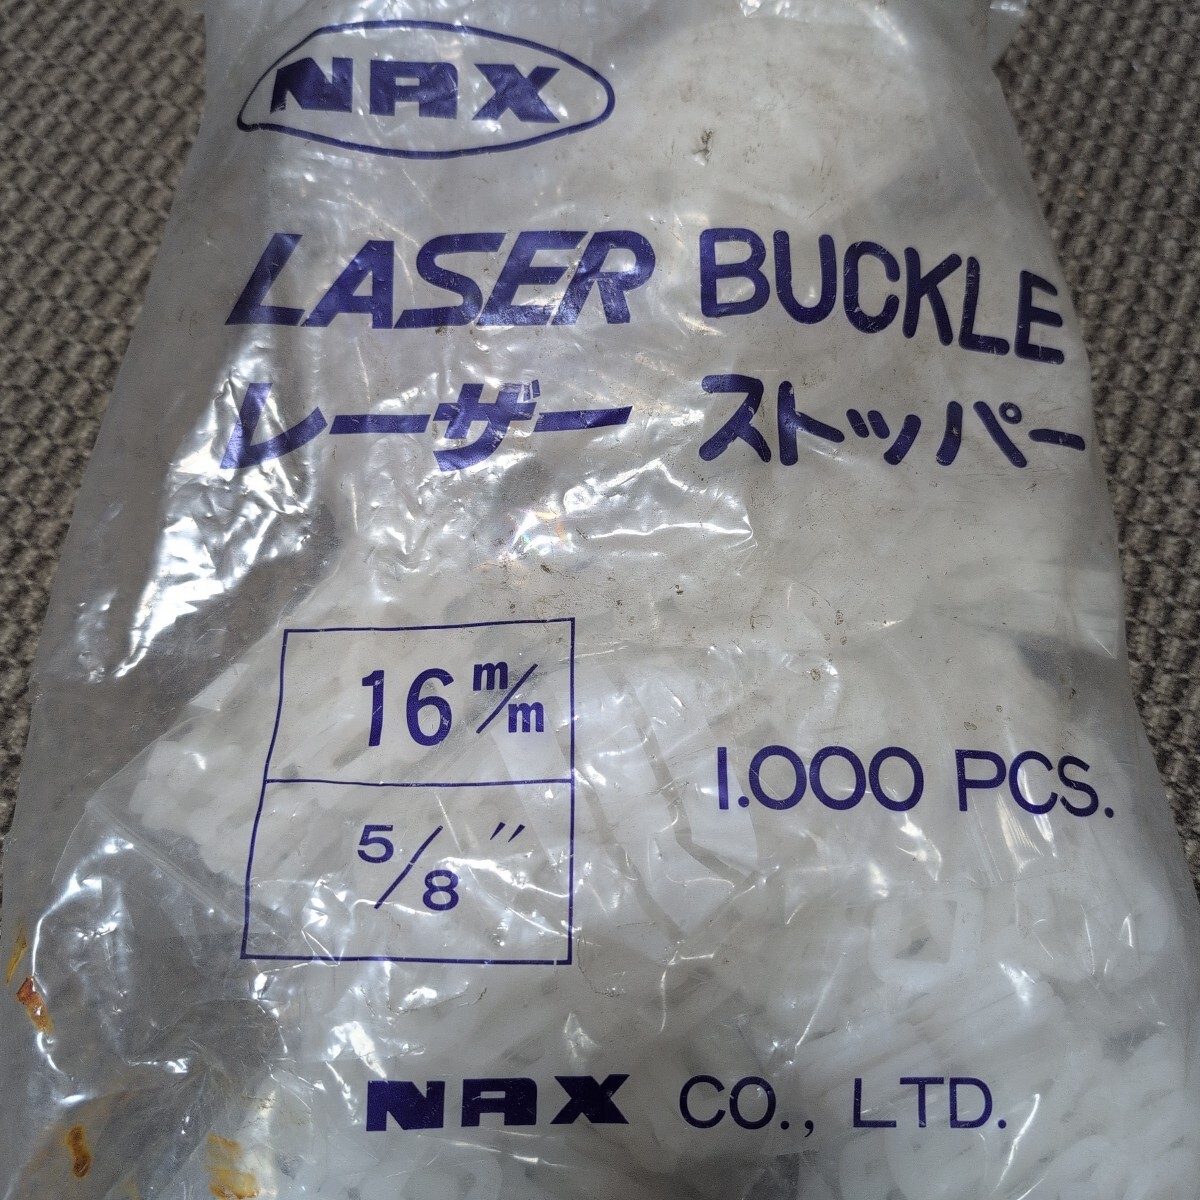 NAX
LASER BUCKLE
レーザー ストッパー
16 m/m
5/8″
1.000 PCS.
NAX CO., LTD.